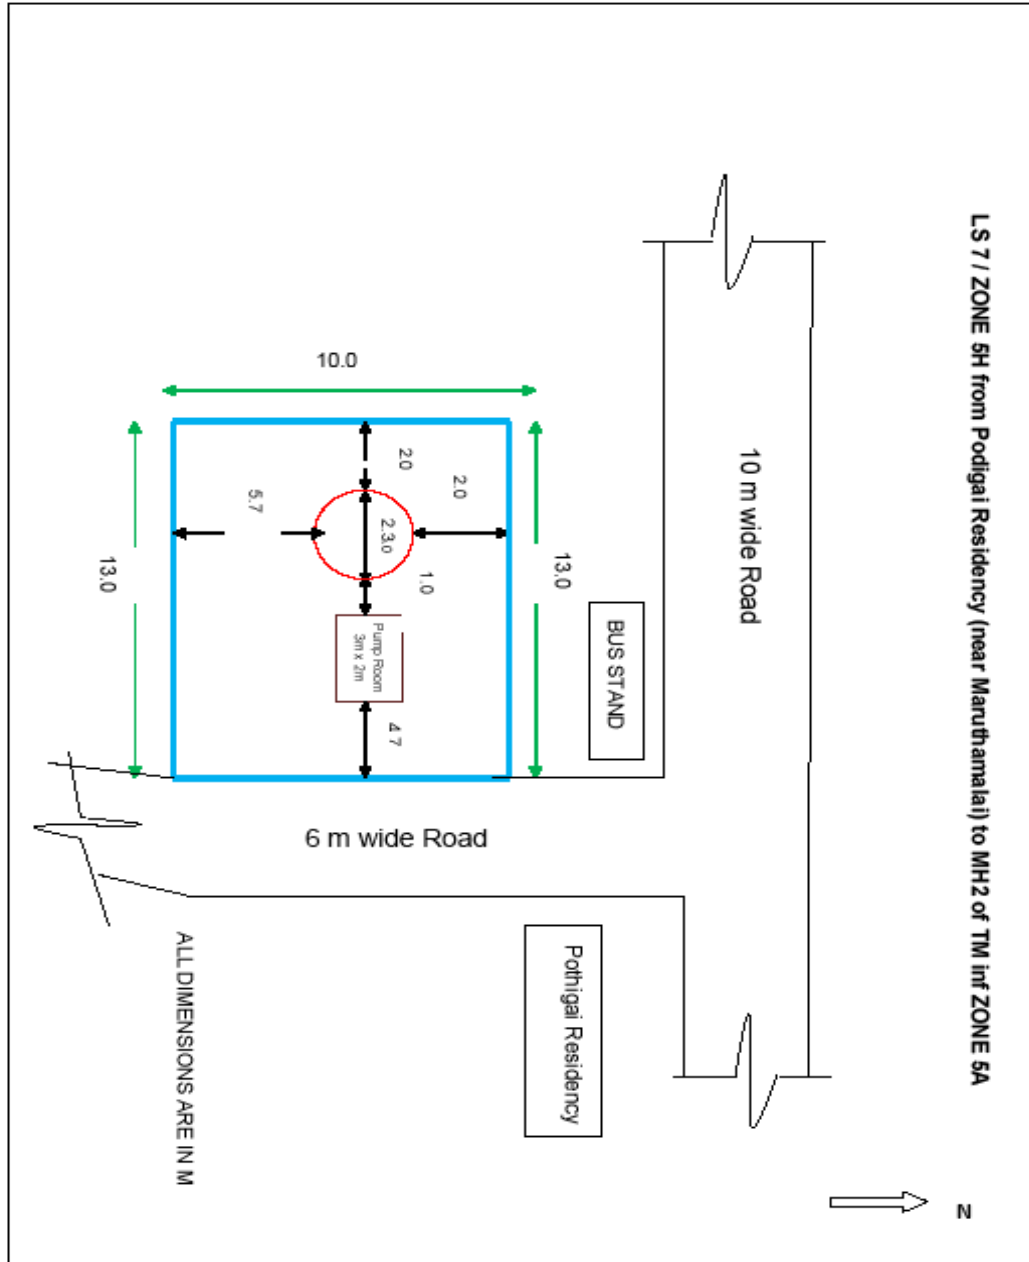 LS 7 / ZONE 5H from Podigai Residency (near Maruthamalai) to MH2 of TM inf ZONE 5A
10 m wide Road
BUS STAND
10.0
13.0
13.0
2.0
2.0
5.7
2.3.0
1.0
Pump Room
3m x 2m
4.7
6 m wide Road
Pothigai Residency
ALL DIMENSIONS ARE IN M
N